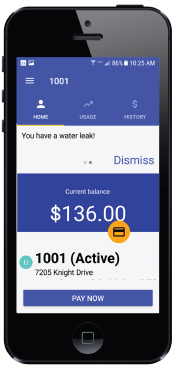 86% 10:25 AM
1001
HOME USAGE $ HISTORY
You have a water leak!
Dismiss
Current balance
$136.00
U 1001 (Active)
7205 Knight Drive
PAY NOW